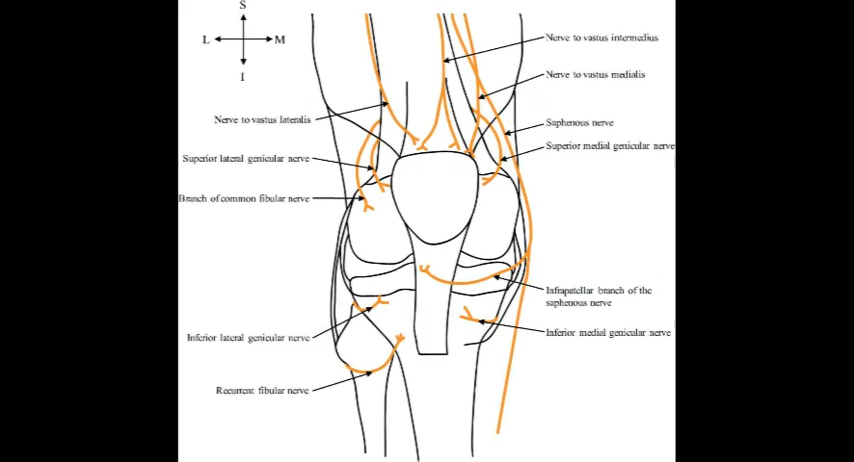 S
L M
I
Nerve to vastus intermedius
Nerve to vastus medialis
Nerve to vastus lateralis
Saphenous nerve
Superior medial genicular nerve
Superior lateral genicular nerve
Branch of common fibular nerve
Infrapatellar branch of the
saphenous nerve
Inferior lateral genicular nerve
Inferior medial genicular nerve
Recurrent fibular nerve